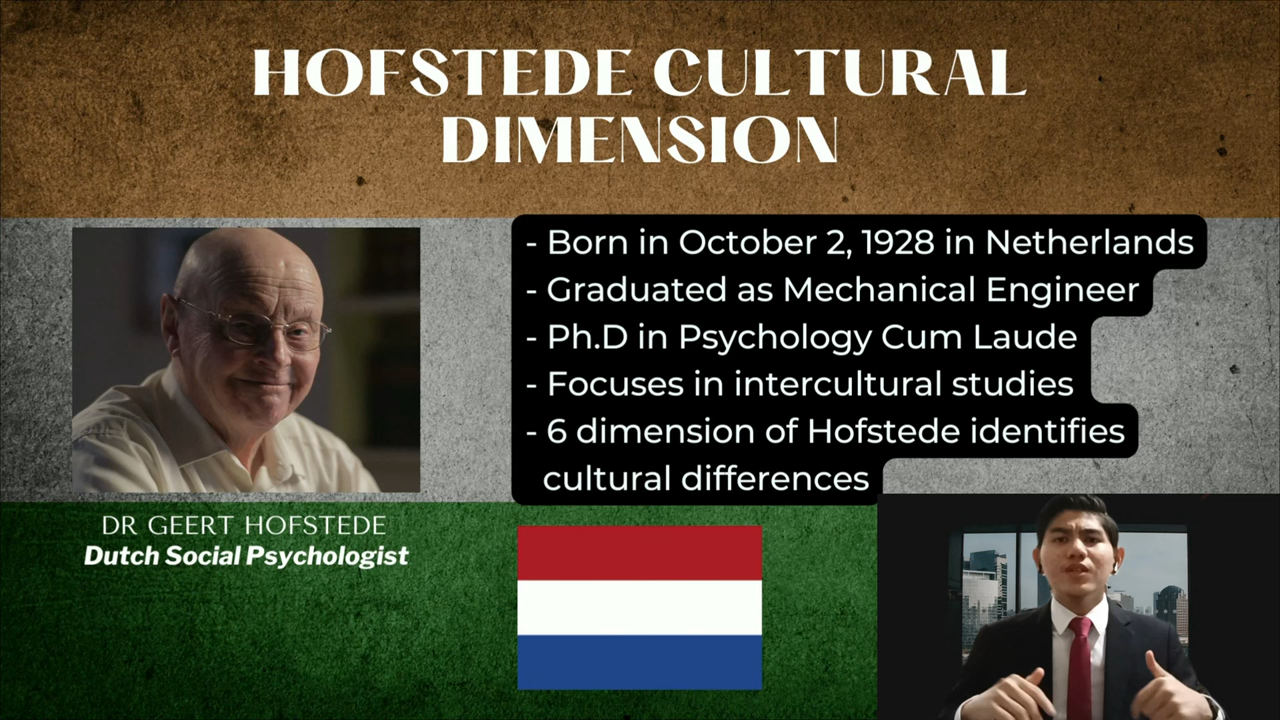 HOFSTEDE CULTURAL
DIMENSION
- Born in October 2, 1928 in Netherlands
- Graduated as Mechanical Engineer
- Ph.D in Psychology Cum Laude
- Focuses in intercultural studies
- 6 dimension of Hofstede identifies
cultural differences
DR GEERT HOFSTEDE
Dutch Social Psychologist